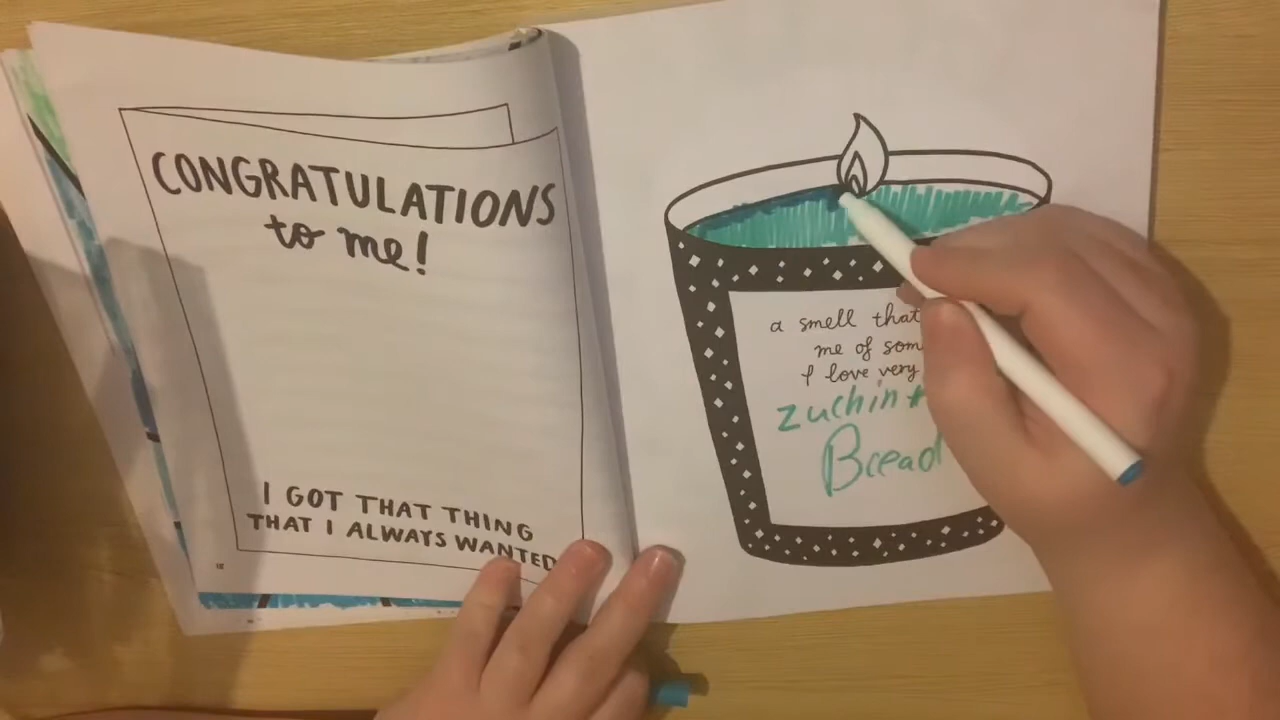 CONGRATULATIONS
to me!
I GOT THAT THING
THAT I ALWAYS WANTED
a smell that
me of som
I love very
zuchin
Bread